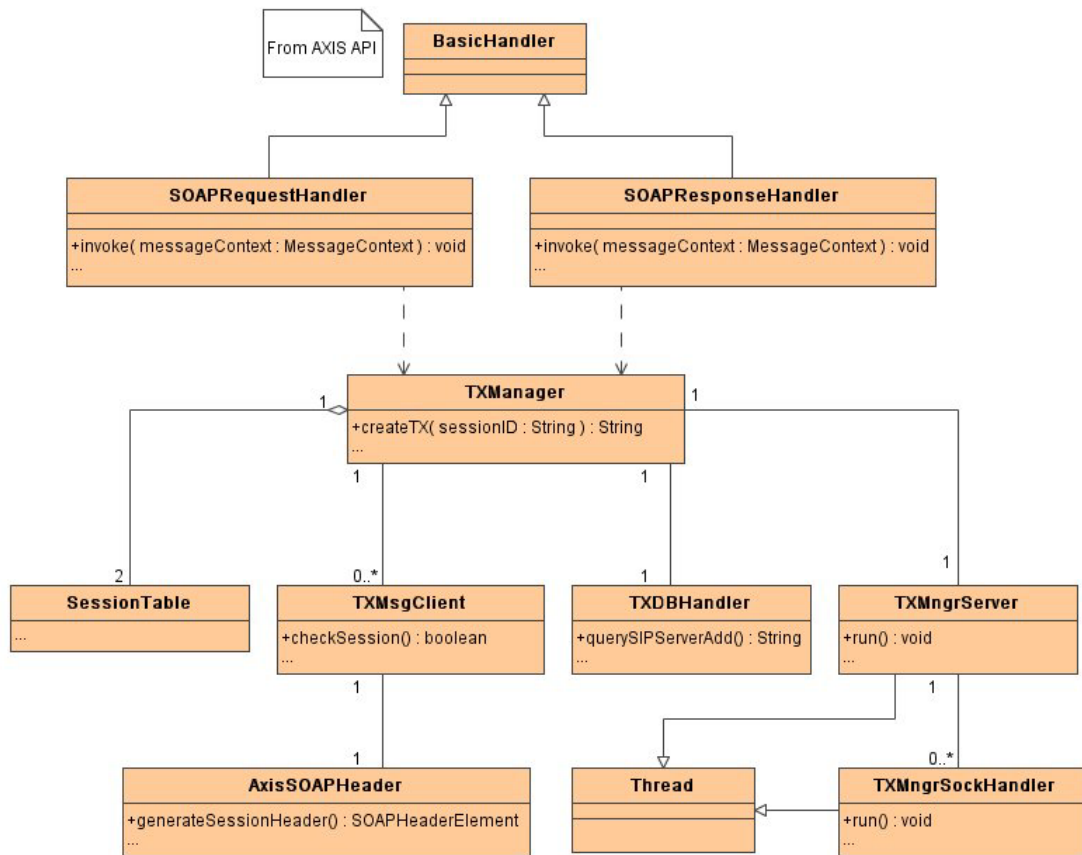 From AXIS API
BasicHandler
SOAPRequestHandler
+invoke( messageContext : MessageContext ) : void
...
SOAPResponseHandler
+invoke( messageContext : MessageContext ) : void
...
TXManager
+createTX( sessionID : String ) : String
...
1
1
1
1
2
0..*
1
1
SessionTable
...
TXMsgClient
+checkSession() : boolean
...
TXDBHandler
+querySIPServerAdd() : String
...
TXMngrServer
+run() : void
...
1
1
1
0..*
AxisSOAPHeader
+generateSessionHeader() : SOAPHeaderElement
...
Thread
TXMngrSockHandler
+run() : void
...